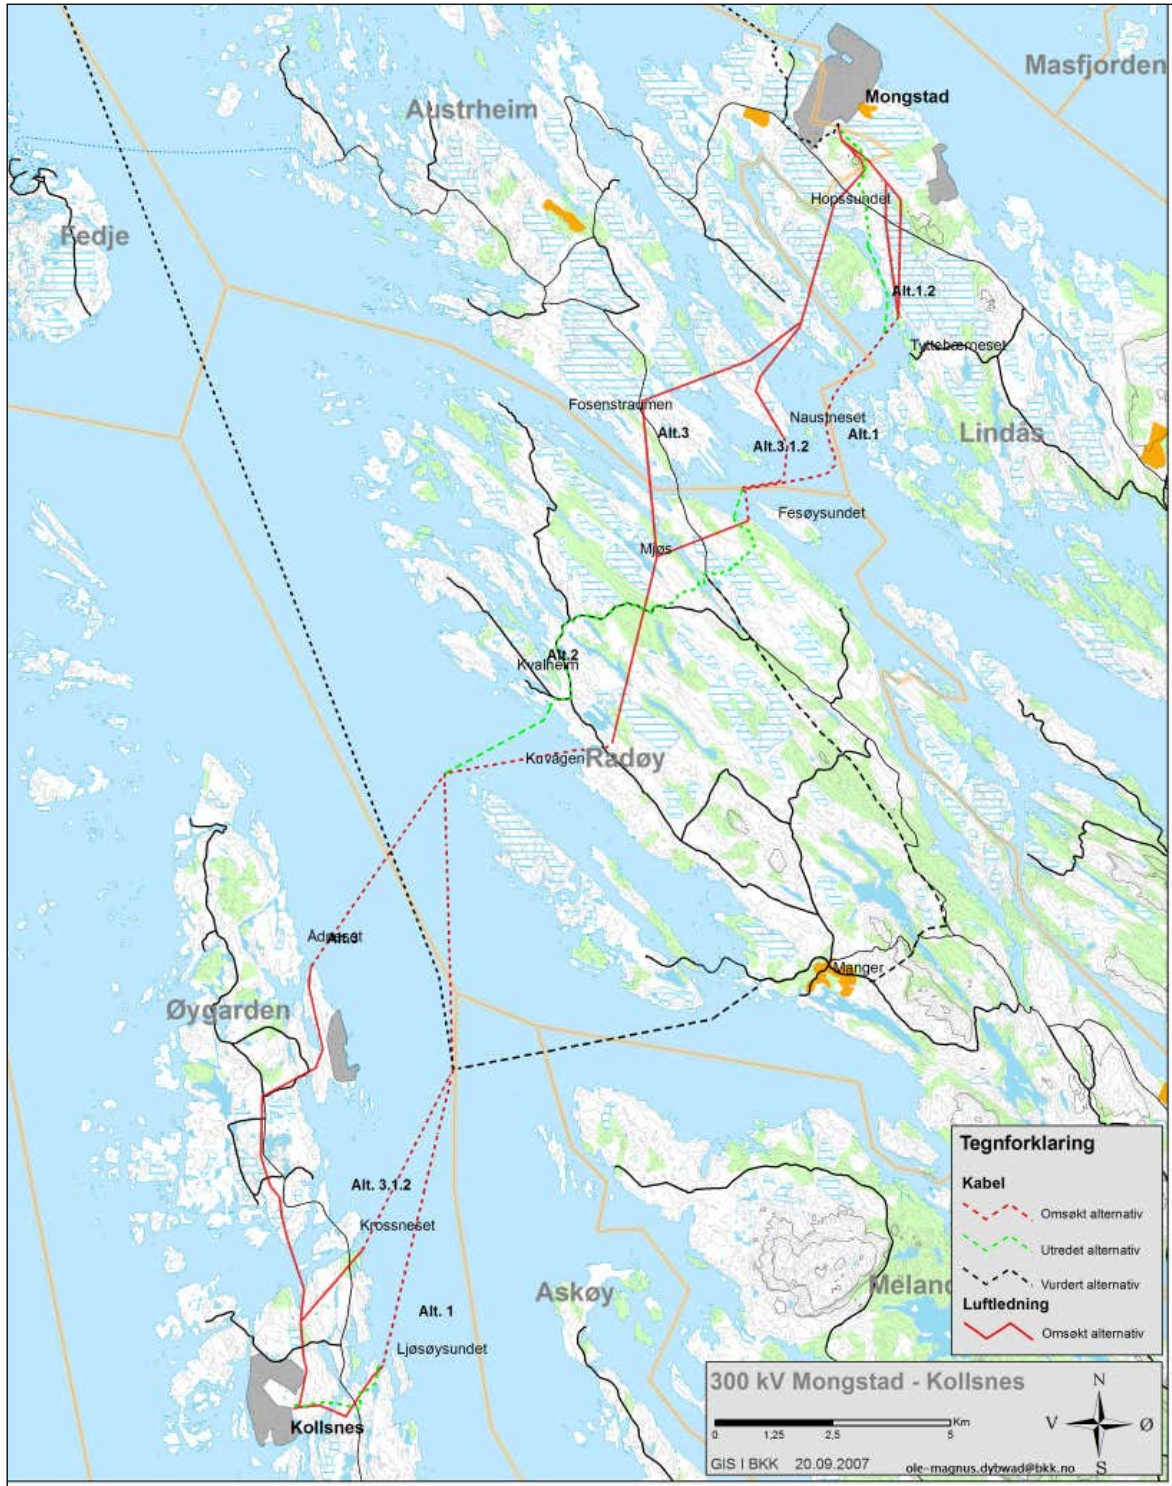 Masfjorden
Mongstad
Austrheim
Hopssundet
Fedje
Alt.1.2
Tyttebærneset
Fosenstraumen
Naustneset
Alt.3
Alt.1
Lindås
Alt.3.1.2
Fesøysundet
Mjøs
Alt.2
Kvalheim
Kuvågen
Radøy
Alt.3
Manger
Øygarden
Alt. 3.1.2
Krossneset
Askøy
Meland
Alt. 1
Ljøsøysundet
Kollsnes
Tegnforklaring
Kabel
Omsøkt alternativ
Utredet alternativ
Vurdert alternativ
Luftledning
Omsøkt alternativ
300 kV Mongstad - Kollsnes
N
V Ø
S
0 1,25 2,5 5 Km
GIS I BKK 20.09.2007
ole-magnus.dybwad@bkk.no